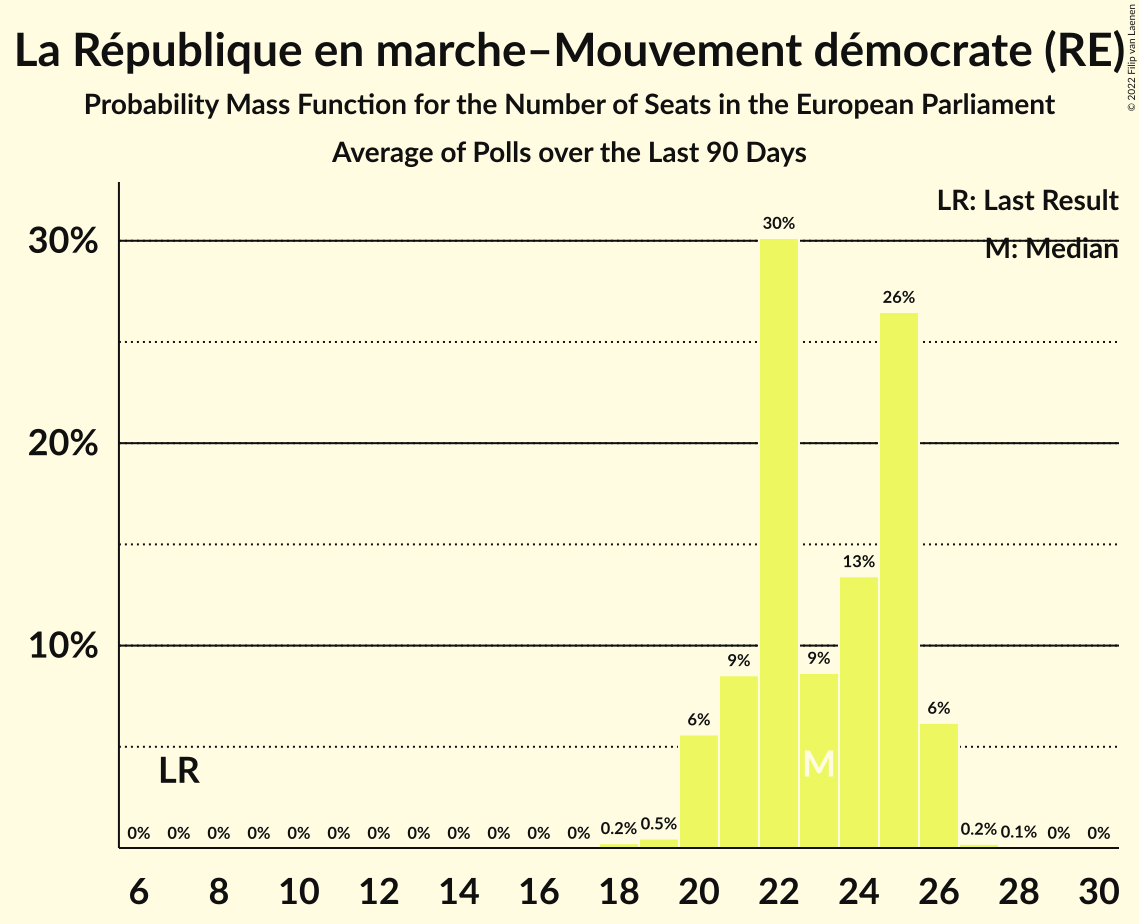 La République en marche–Mouvement démocrate (RE)
© 2022 Filip van Laenen
Probability Mass Function for the Number of Seats in the European Parliament
Average of Polls over the Last 90 Days
LR: Last Result
M: Median
30%
20%
10%
30%
26%
13%
9%
9%
6%
6%
M
LR
0% 0% 0% 0% 0% 0% 0% 0% 0% 0% 0% 0% 0.2% 0.5% 0.2% 0.1% 0% 0%
6 8 10 12 14 16 18 20 22 24 26 28 30